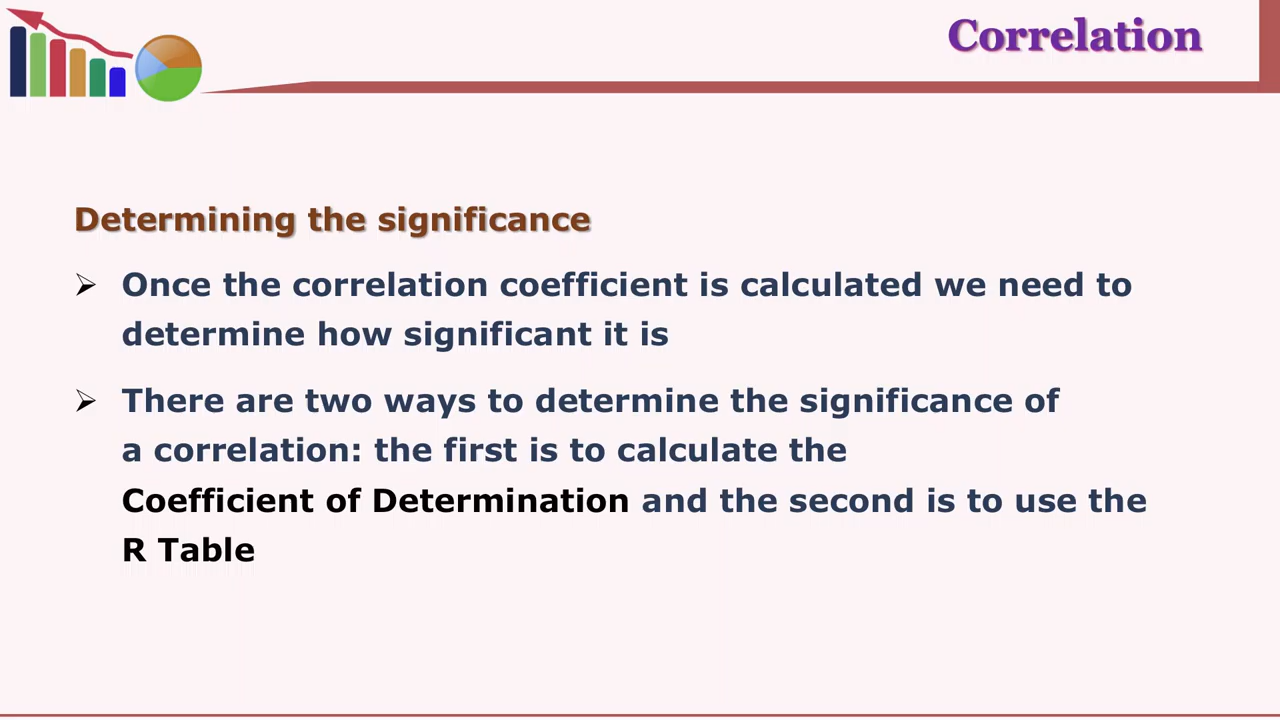 Correlation
Determining the significance
➢ Once the correlation coefficient is calculated we need to
determine how significant it is
➢ There are two ways to determine the significance of
a correlation: the first is to calculate the
Coefficient of Determination and the second is to use the
R Table